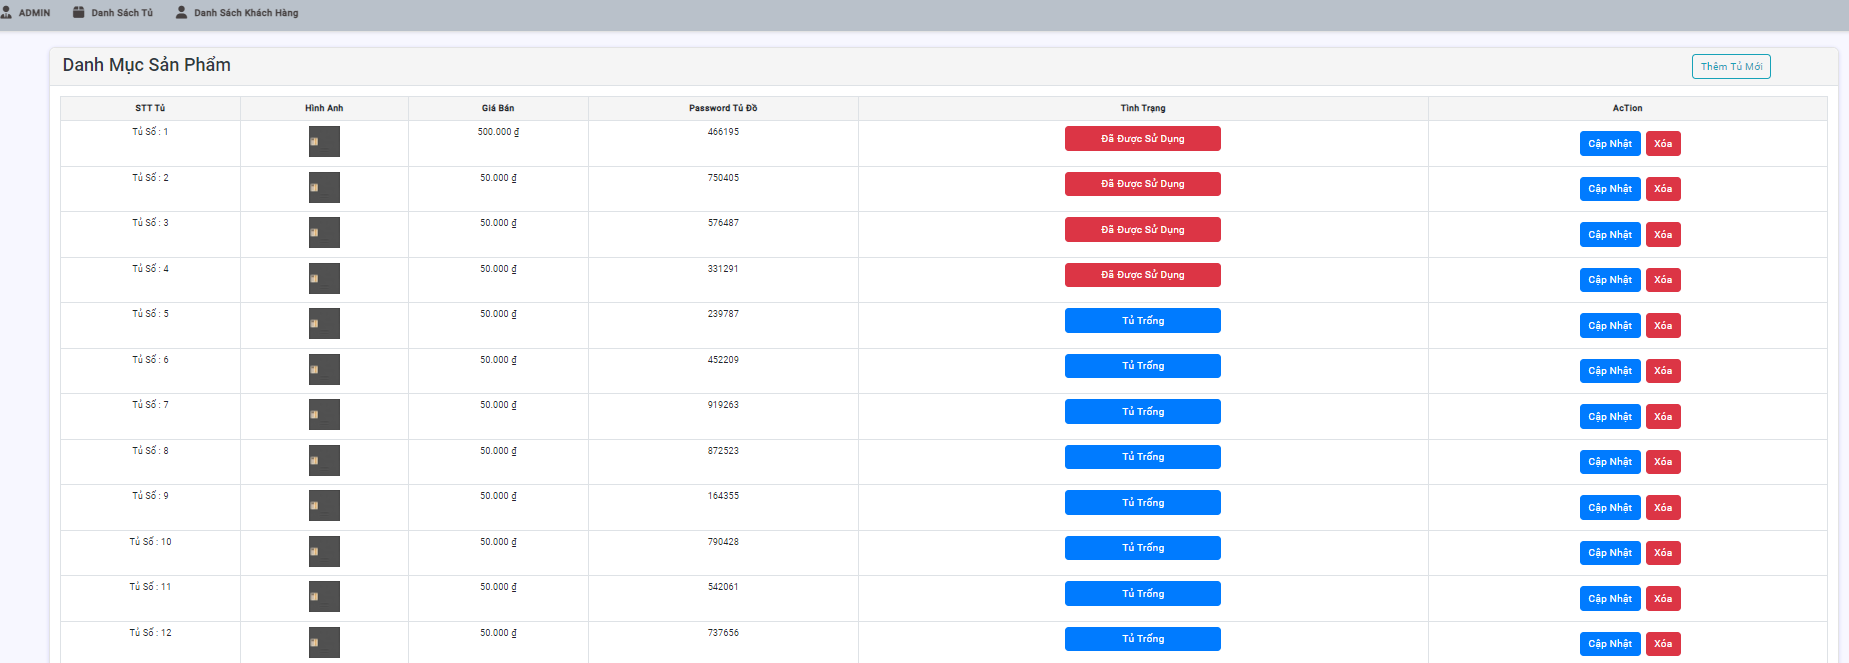 ADMIN Danh Sách Tủ Danh Sách Khách Hàng
Danh Mục Sản Phẩm Thêm Tủ Mới
STT Tủ Hình Anh Giá Bán Password Tủ Đồ Tình Trạng AcTion
Tủ Số : 1 500.000 ₫ 466195 Đã Được Sử Dụng Cập Nhật Xóa
Tủ Số : 2 50.000 ₫ 750405 Đã Được Sử Dụng Cập Nhật Xóa
Tủ Số : 3 50.000 ₫ 576487 Đã Được Sử Dụng Cập Nhật Xóa
Tủ Số : 4 50.000 ₫ 331291 Đã Được Sử Dụng Cập Nhật Xóa
Tủ Số : 5 50.000 ₫ 239787 Tủ Trống Cập Nhật Xóa
Tủ Số : 6 50.000 ₫ 452209 Tủ Trống Cập Nhật Xóa
Tủ Số : 7 50.000 ₫ 919263 Tủ Trống Cập Nhật Xóa
Tủ Số : 8 50.000 ₫ 872523 Tủ Trống Cập Nhật Xóa
Tủ Số : 9 50.000 ₫ 164355 Tủ Trống Cập Nhật Xóa
Tủ Số : 10 50.000 ₫ 790428 Tủ Trống Cập Nhật Xóa
Tủ Số : 11 50.000 ₫ 542061 Tủ Trống Cập Nhật Xóa
Tủ Số : 12 50.000 ₫ 737656 Tủ Trống Cập Nhật Xóa